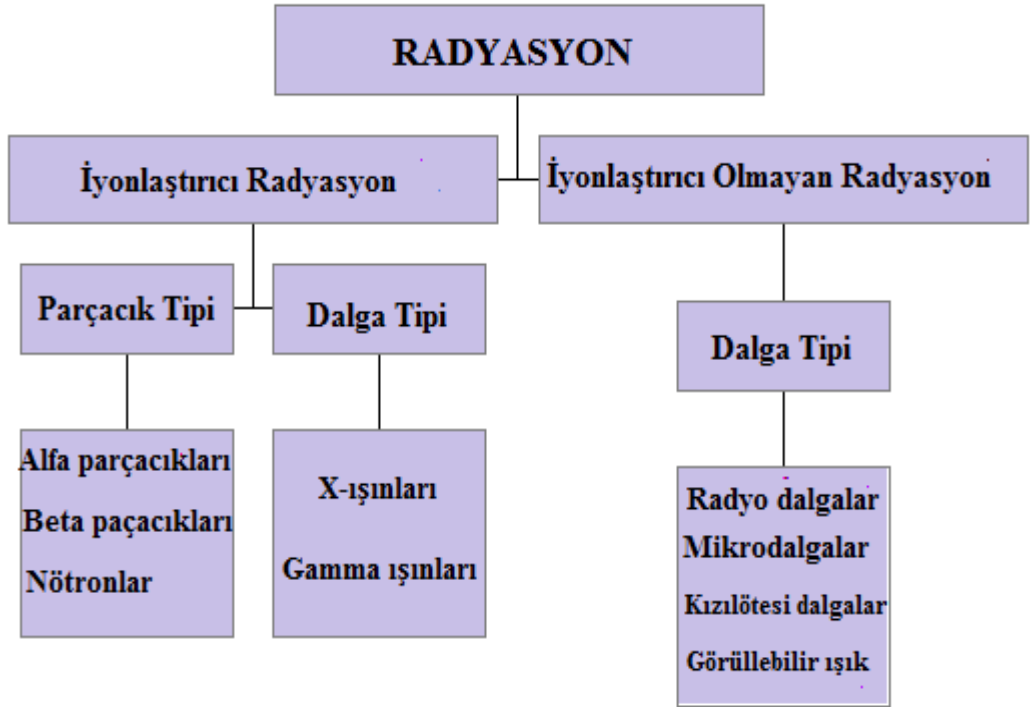 RADYASYON
İyonlaştırıcı Radyasyon
İyonlaştırıcı Olmayan Radyasyon
Parçacık Tipi
Dalga Tipi
Dalga Tipi
Alfa parçacıkları
Beta paçacıkları
Nötronlar
X-ışınları
Gamma ışınları
Radyo dalgalar
Mikrodalgalar
Kızılötesi dalgalar
Görüllebilir ışık